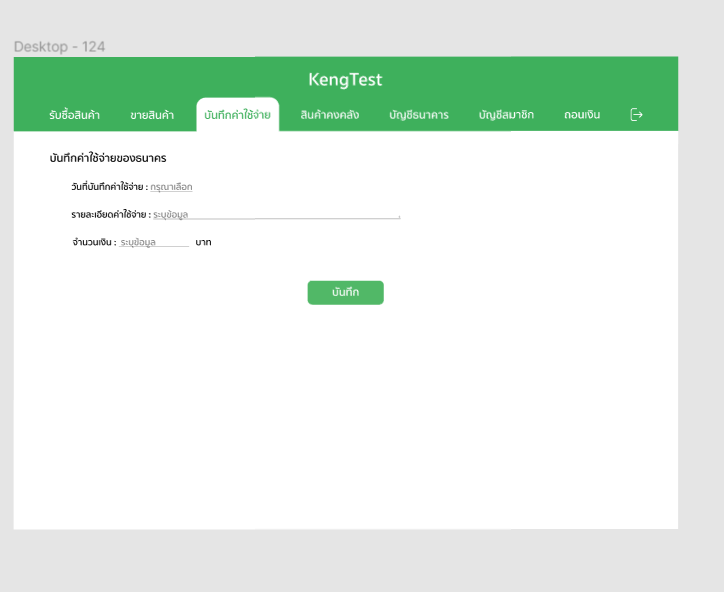 Desktop - 124
KengTest
รับซื้อสินค้า ขายสินค้า บันทึกค่าใช้จ่าย สินค้าคงคลัง บัญชีธนาคาร บัญชีสมาชิก ถอนเงิน
บันทึกค่าใช้จ่ายของธนาคร
วันที่บันทึกค่าใช้จ่าย : กรุณาเลือก
รายละเอียดค่าใช้จ่าย : ระบุข้อมูล
จำนวนเงิน : ระบุข้อมูล บาท
บันทึก